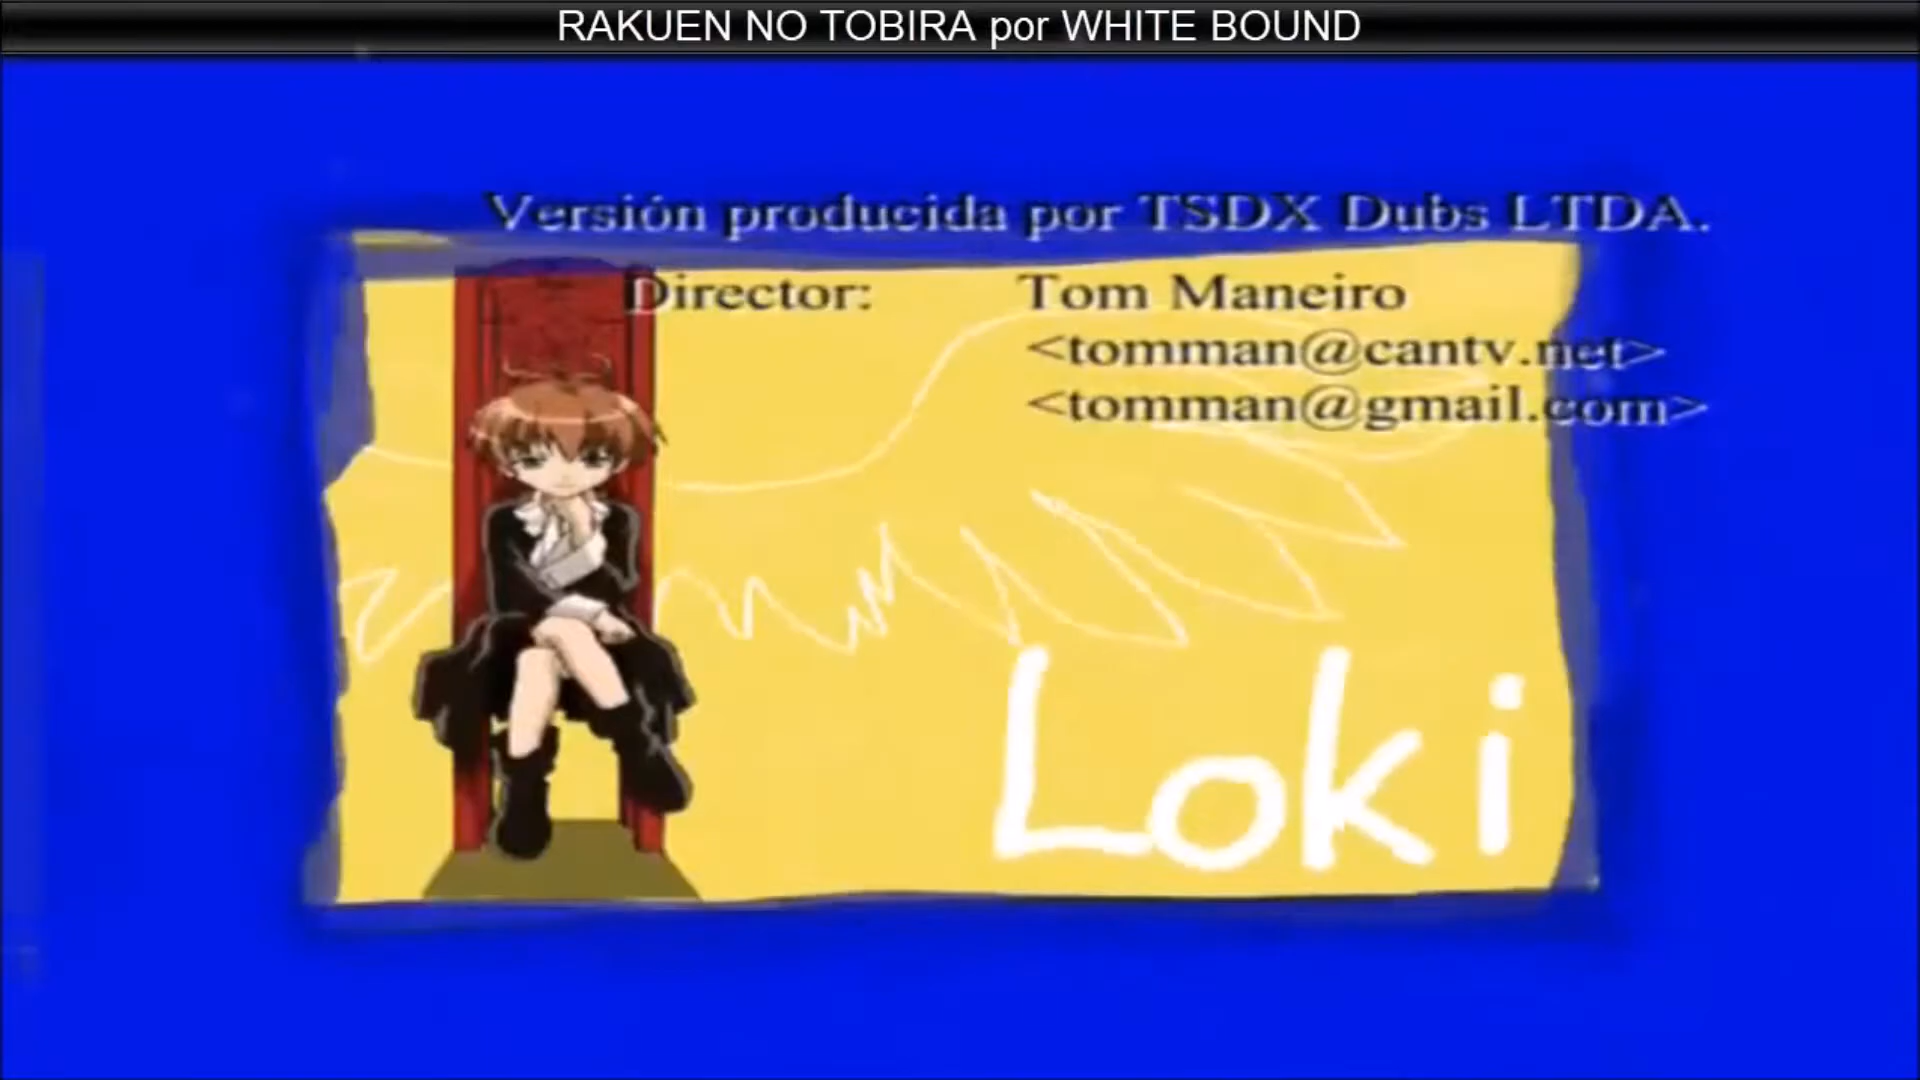 RAKUEN NO TOBIRA por WHITE BOUND
Versión producida por TSDX Dubs LTDA.
Director: Tom Maneiro
<tomman@cantv.net>
<tomman@gmail.com>
Loki